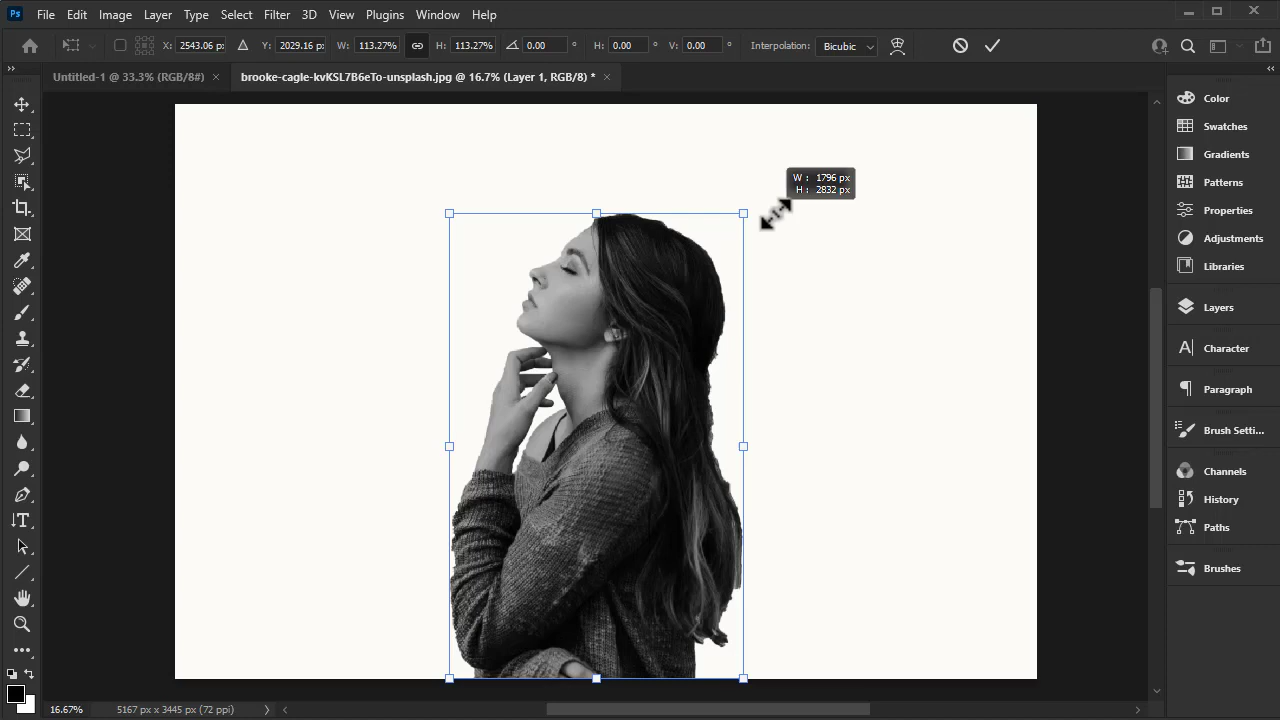 Ps File Edit Image Layer Type Select Filter 3D View Plugins Window Help
X: 2543.06 px Y: 2029.16 px W: 113.27% H: 113.27% 0.00 ° H: 0.00 ° V: 0.00 ° Interpolation: Bicubic
Untitled-1 @ 33.3% (RGB/8#) × brooke-cagle-kvKSL7B6eTo-unsplash.jpg @ 16.7% (Layer 1, RGB/8) * ×
W : 1796 px
H : 2832 px
Color
Swatches
Gradients
Patterns
Properties
Adjustments
Libraries
Layers
Character
Paragraph
Brush Setti...
Channels
History
Paths
Brushes
16.67% 5167 px x 3445 px (72 ppi)